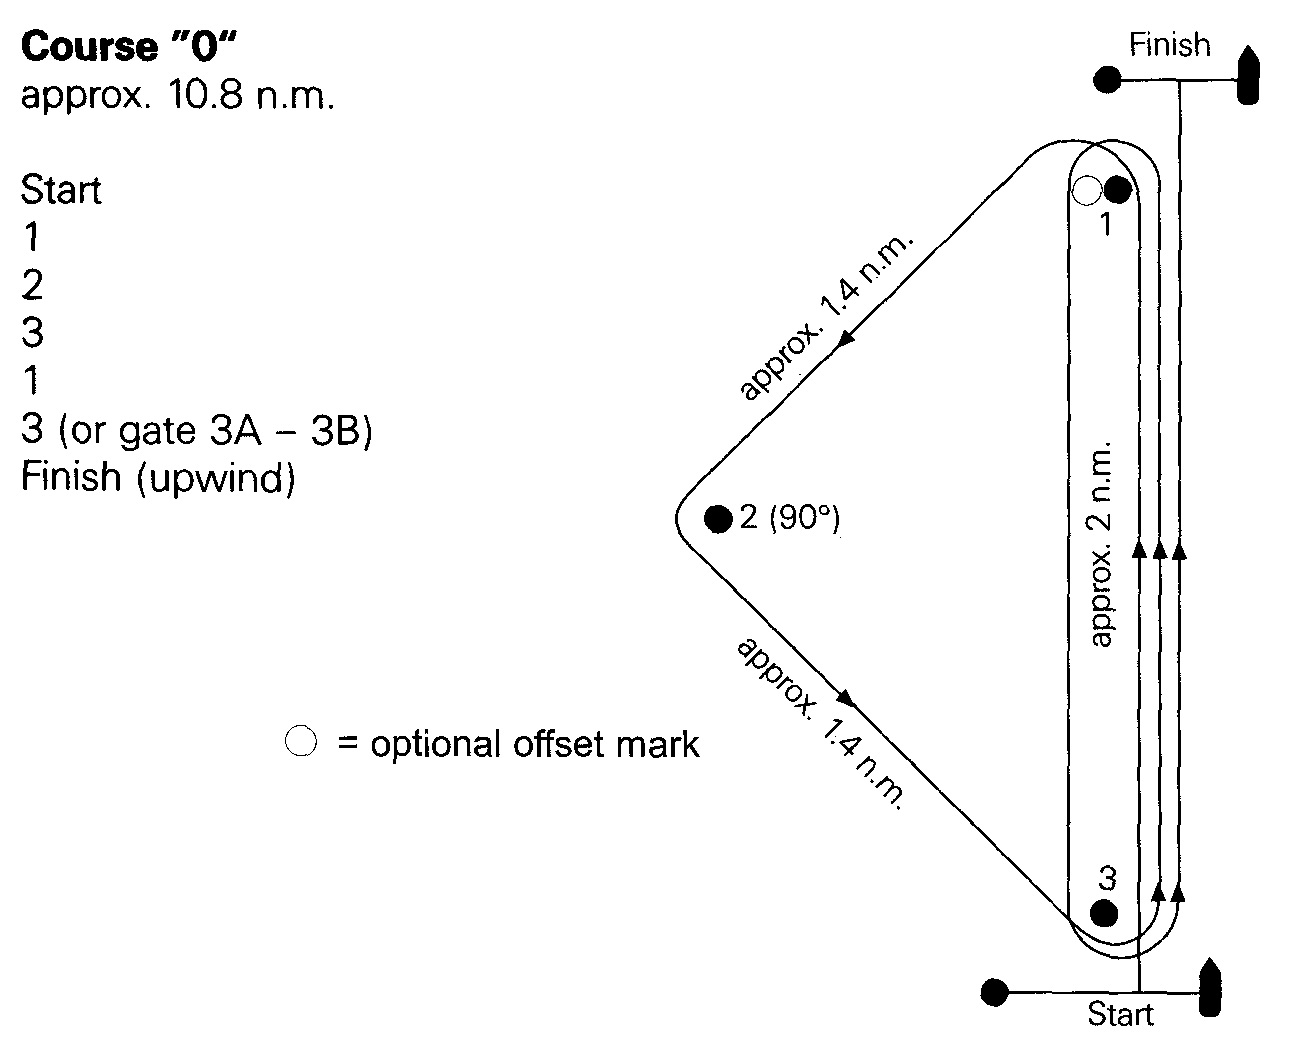 Course ”0“
approx. 10.8 n.m.
Start
1
2
3
1
3 (or gate 3A – 3B)
Finish (upwind)
= optional offset mark
Finish
1
approx. 1.4 n.m.
2 (90°)
approx. 2 n.m.
approx. 1.4 n.m.
3
Start